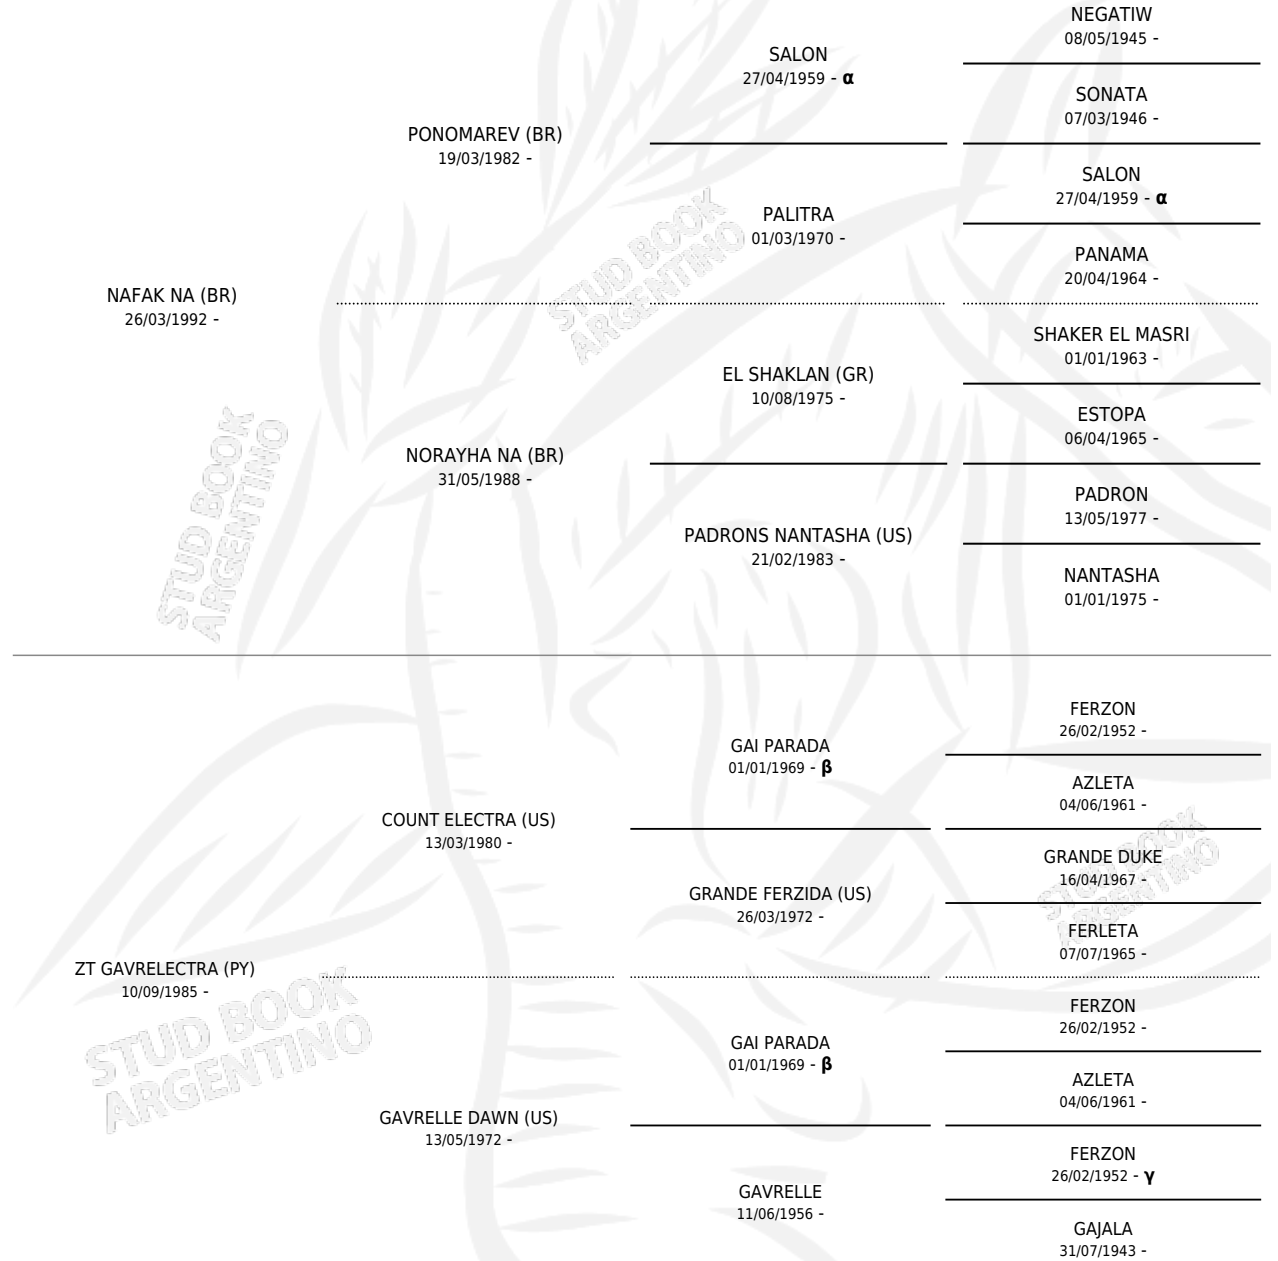 NEGATIW
08/05/1945 -
SALON
27/04/1959 - α
SONATA
07/03/1946 -
PONOMAREV (BR)
19/03/1982 -
SALON
27/04/1959 - α
PALITRA
01/03/1970 -
PANAMA
20/04/1964 -
NAFAK NA (BR)
26/03/1992 -
SHAKER EL MASRI
01/01/1963 -
EL SHAKLAN (GR)
10/08/1975 -
ESTOPA
06/04/1965 -
NORAYHA NA (BR)
31/05/1988 -
PADRON
13/05/1977 -
PADRONS NANTASHA (US)
21/02/1983 -
NANTASHA
01/01/1975 -
STUD BOOK
ARGENTINO
STUD BOOK
ARGENTINO
FERZON
26/02/1952 -
GAI PARADA
01/01/1969 - β
AZLETA
04/06/1961 -
COUNT ELECTRA (US)
13/03/1980 -
GRANDE DUKE
16/04/1967 -
GRANDE FERZIDA (US)
26/03/1972 -
FERLETA
07/07/1965 -
STUD BOOK
ARGENTINO
ZT GAVRELECTRA (PY)
10/09/1985 -
FERZON
26/02/1952 -
GAI PARADA
01/01/1969 - β
AZLETA
04/06/1961 -
STUD BOOK
ARGENTINO
GAVRELLE DAWN (US)
13/05/1972 -
FERZON
26/02/1952 - γ
GAVRELLE
11/06/1956 -
GAJALA
31/07/1943 -